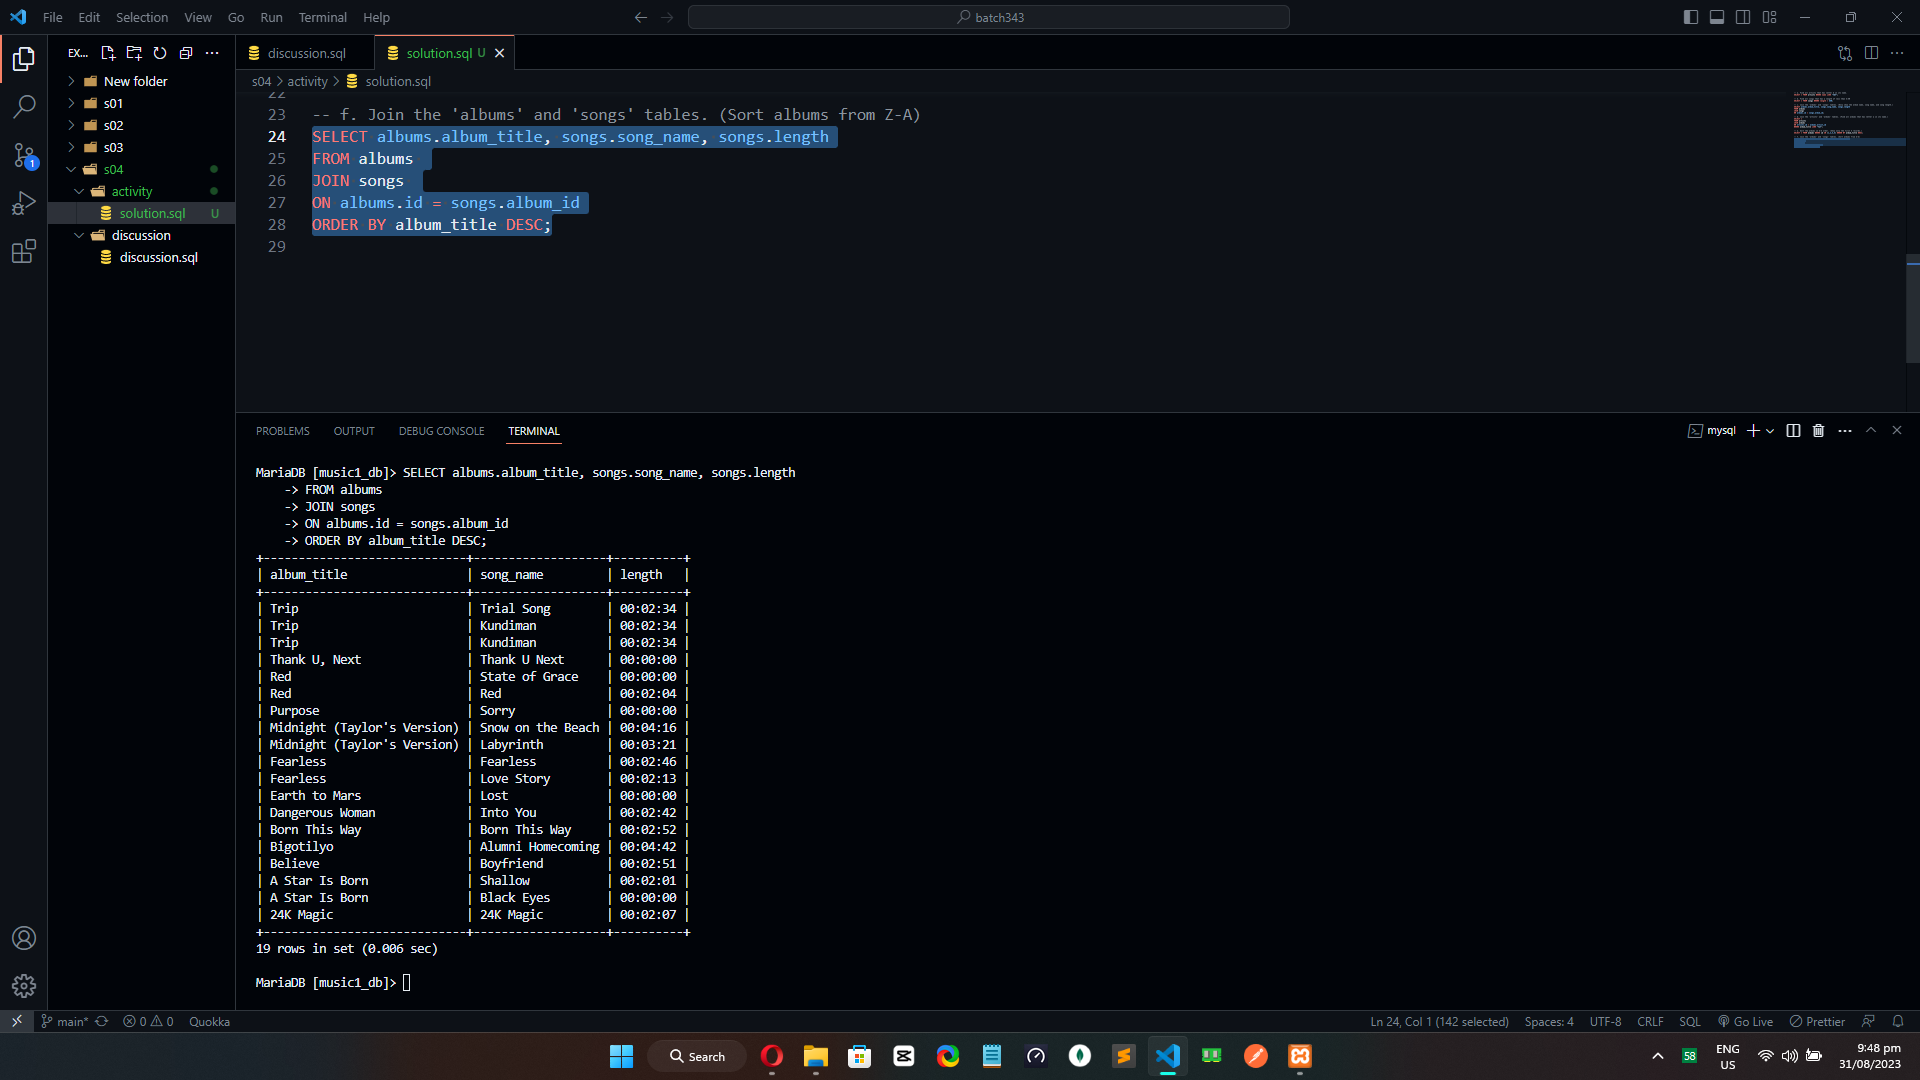 File Edit Selection View Go Run Terminal Help
batch343
EX...
New folder
s01
s02
s03
s04
activity
solution.sql U
discussion
discussion.sql
1
discussion.sql
solution.sql U
s04 > activity > solution.sql
22
23 -- f. Join the 'albums' and 'songs' tables. (Sort albums from Z-A)
24 SELECT albums.album_title, songs.song_name, songs.length
25 FROM albums
26 JOIN songs
27 ON albums.id = songs.album_id
28 ORDER BY album_title DESC;
29
PROBLEMS OUTPUT DEBUG CONSOLE TERMINAL
mysql
MariaDB [music1_db]> SELECT albums.album_title, songs.song_name, songs.length
-> FROM albums
-> JOIN songs
-> ON albums.id = songs.album_id
-> ORDER BY album_title DESC;
+-----------------------------+-------------------+----------+
| album_title | song_name | length |
+-----------------------------+-------------------+----------+
| Trip | Trial Song | 00:02:34 |
| Trip | Kundiman | 00:02:34 |
| Trip | Kundiman | 00:02:34 |
| Thank U, Next | Thank U Next | 00:00:00 |
| Red | State of Grace | 00:00:00 |
| Red | Red | 00:02:04 |
| Purpose | Sorry | 00:00:00 |
| Midnight (Taylor's Version) | Snow on the Beach | 00:04:16 |
| Midnight (Taylor's Version) | Labyrinth | 00:03:21 |
| Fearless | Fearless | 00:02:46 |
| Fearless | Love Story | 00:02:13 |
| Earth to Mars | Lost | 00:00:00 |
| Dangerous Woman | Into You | 00:02:42 |
| Born This Way | Born This Way | 00:02:52 |
| Bigotilyo | Alumni Homecoming | 00:04:42 |
| Believe | Boyfriend | 00:02:51 |
| A Star Is Born | Shallow | 00:02:01 |
| A Star Is Born | Black Eyes | 00:00:00 |
| 24K Magic | 24K Magic | 00:02:07 |
+-----------------------------+-------------------+----------+
19 rows in set (0.006 sec)
MariaDB [music1_db]>
main* 0 0 Quokka
Ln 24, Col 1 (142 selected) Spaces: 4 UTF-8 CRLF SQL Go Live Prettier
Search
58
ENG
US
9:48 pm
31/08/2023